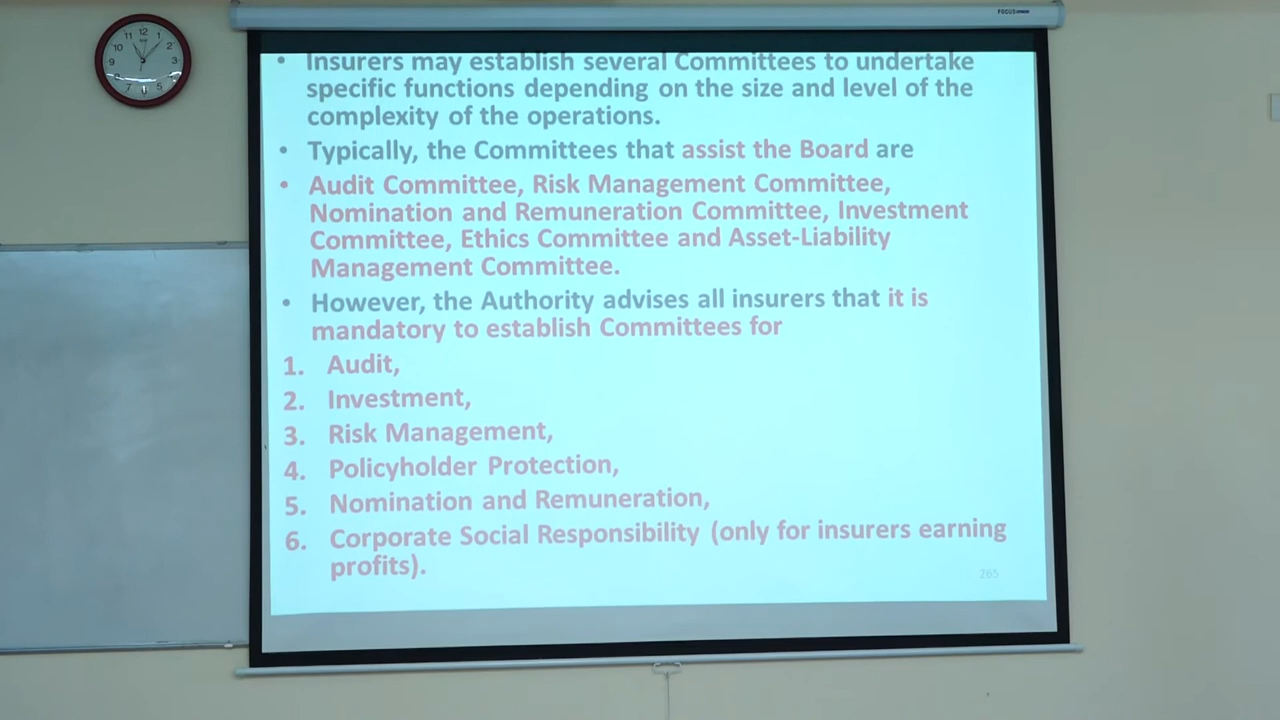 FOCUS
• Insurers may establish several Committees to undertake
specific functions depending on the size and level of the
complexity of the operations.
• Typically, the Committees that assist the Board are
• Audit Committee, Risk Management Committee,
Nomination and Remuneration Committee, Investment
Committee, Ethics Committee and Asset-Liability
Management Committee.
• However, the Authority advises all insurers that it is
mandatory to establish Committees for
1. Audit,
2. Investment,
3. Risk Management,
4. Policyholder Protection,
5. Nomination and Remuneration,
6. Corporate Social Responsibility (only for insurers earning
profits).
265